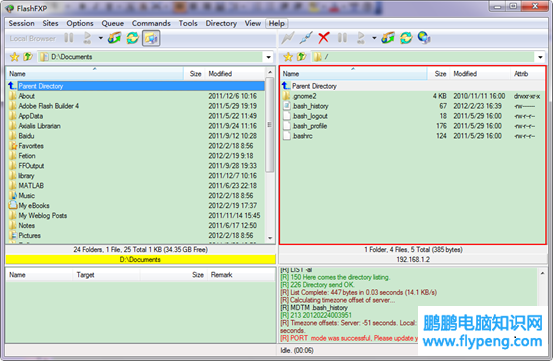 FlashFXP
Session Sites Options Queue Commands Tools Directory View Help
Local Browser
D:\Documents
/
Name Size Modified
Parent Directory
About 2011/12/6 10:16
Adobe Flash Builder 4 2011/5/29 19:19
AppData 2011/5/22 11:49
Axialis Librarian 2011/9/24 11:16
Baidu 2011/9/12 10:28
Favorites 2012/2/18 8:56
Fetion 2012/2/19 9:18
FFOutput 2011/9/28 19:33
library 2012/2/17 11:17
MATLAB 2011/6/23 22:18
Music 2012/2/18 8:56
My eBooks 2012/2/19 17:37
My Weblog Posts 2011/11/14 15:45
Notes 2011/6/17 12:50
Pictures 2012/2/18 8:56
24 Folders, 1 File, 25 Total 1 KB (34.35 GB Free)
D:\Documents
Name Size Modified Attrib
Parent Directory
.gnome2 4 KB 2010/11/11 16:00 drwxr-xr-x
.bash_history 67 2012/2/23 16:39 -rw-------
.bash_logout 18 2011/5/29 16:00 -rw-r--r--
.bash_profile 176 2011/5/29 16:00 -rw-r--r--
.bashrc 124 2011/5/29 16:00 -rw-r--r--
1 Folder, 4 Files, 5 Total (385 bytes)
192.168.1.2
Name Target Size Remark
[R] LIST -al
[R] 150 Here comes the directory listing.
[R] 226 Directory send OK.
[R] List Complete: 447 bytes in 0.03 seconds (14.1 KB/s)
[R] Calculating timezone offset of server...
[R] MDTM .bash_history
[R] 213 20120224003951
[R] Timezone offsets: Server: -51 seconds. Local:
seconds.
[R] PORT mode was successful, Please update y
Idle. (00:06)
鹏鹏电脑知识网
www.flypeng.com